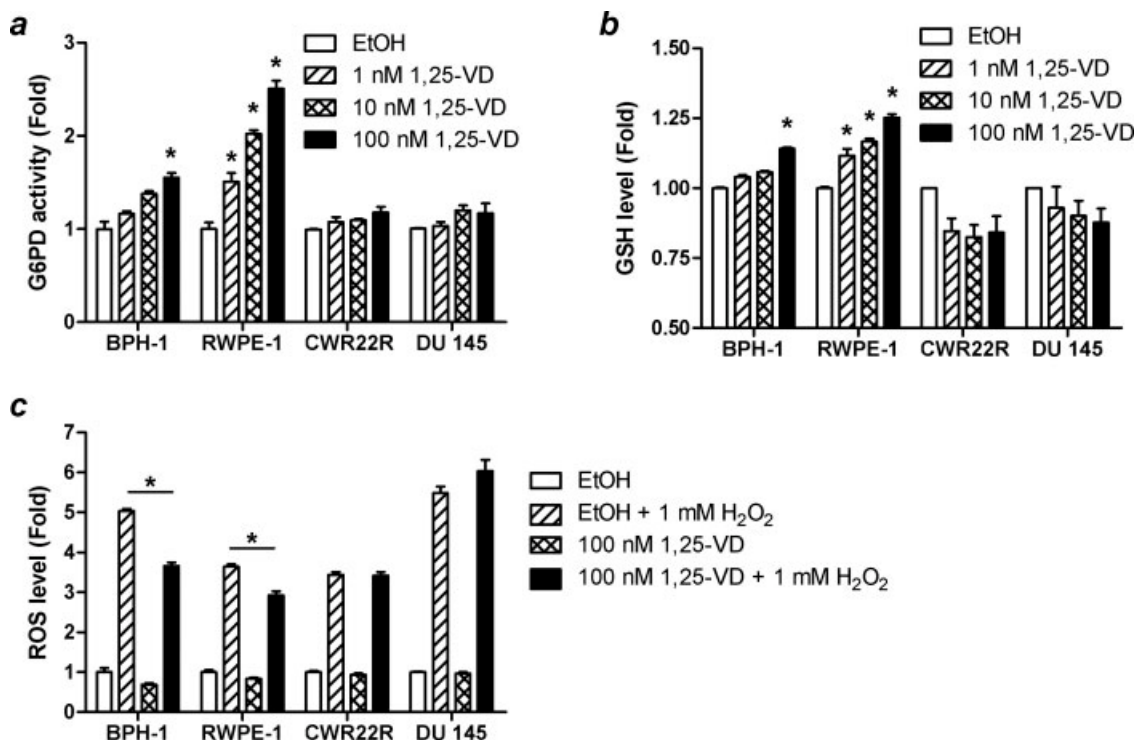 a
G6PD activity (Fold)
3
2
1
0
EtOH
1 nM 1,25-VD
10 nM 1,25-VD
100 nM 1,25-VD
*
*
*
*
BPH-1 RWPE-1 CWR22R DU 145
b
GSH level (Fold)
1.50
1.25
1.00
0.75
0.50
EtOH
1 nM 1,25-VD
10 nM 1,25-VD
100 nM 1,25-VD
*
*
*
*
BPH-1 RWPE-1 CWR22R DU 145
c
ROS level (Fold)
7
6
5
4
3
2
1
0
*
*
BPH-1 RWPE-1 CWR22R DU 145
EtOH
EtOH + 1 mM H₂O₂
100 nM 1,25-VD
100 nM 1,25-VD + 1 mM H₂O₂